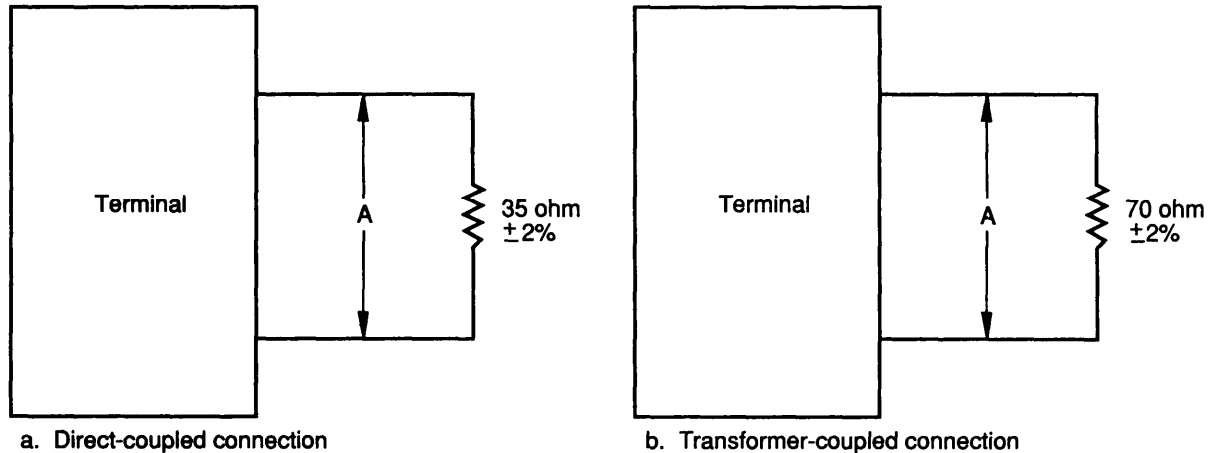 Terminal
A
35 ohm
±2%
a. Direct-coupled connection
Terminal
A
70 ohm
±2%
b. Transformer-coupled connection